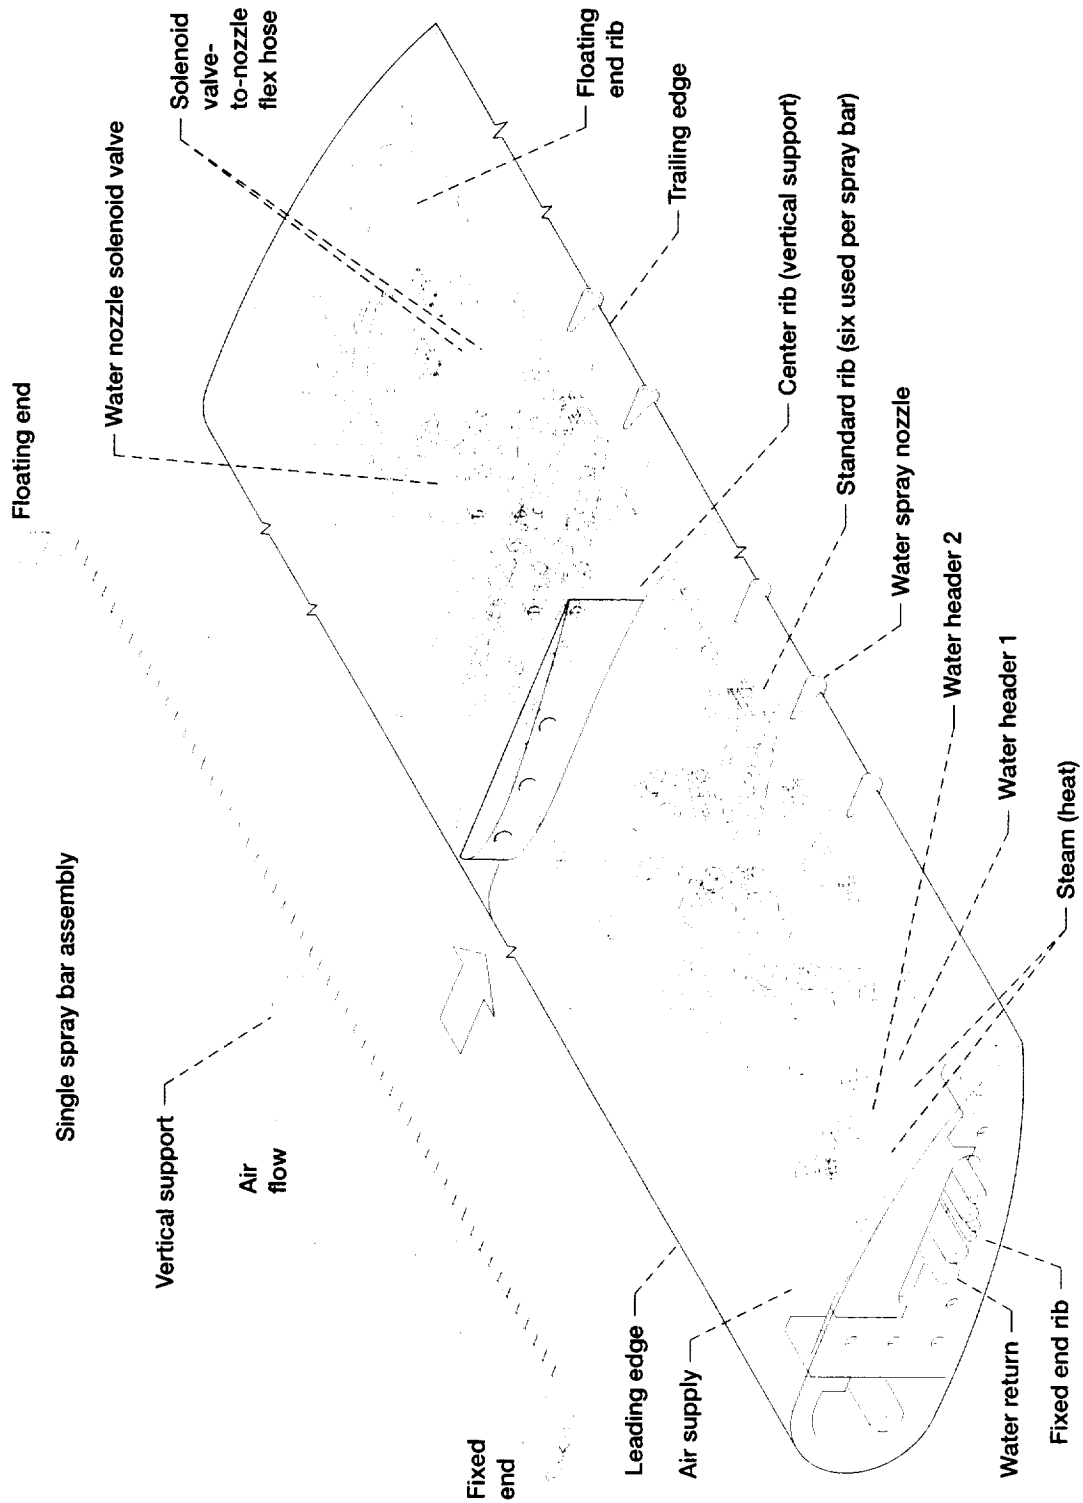 Single spray bar assembly
Floating end
Vertical support
Air
flow
Fixed
end
Water nozzle solenoid valve
Solenoid
valve-
to-nozzle
flex hose
Floating
end rib
Trailing edge
Center rib (vertical support)
Standard rib (six used per spray bar)
Water spray nozzle
Water header 2
Water header 1
Steam (heat)
Leading edge
Air supply
Water return
Fixed end rib